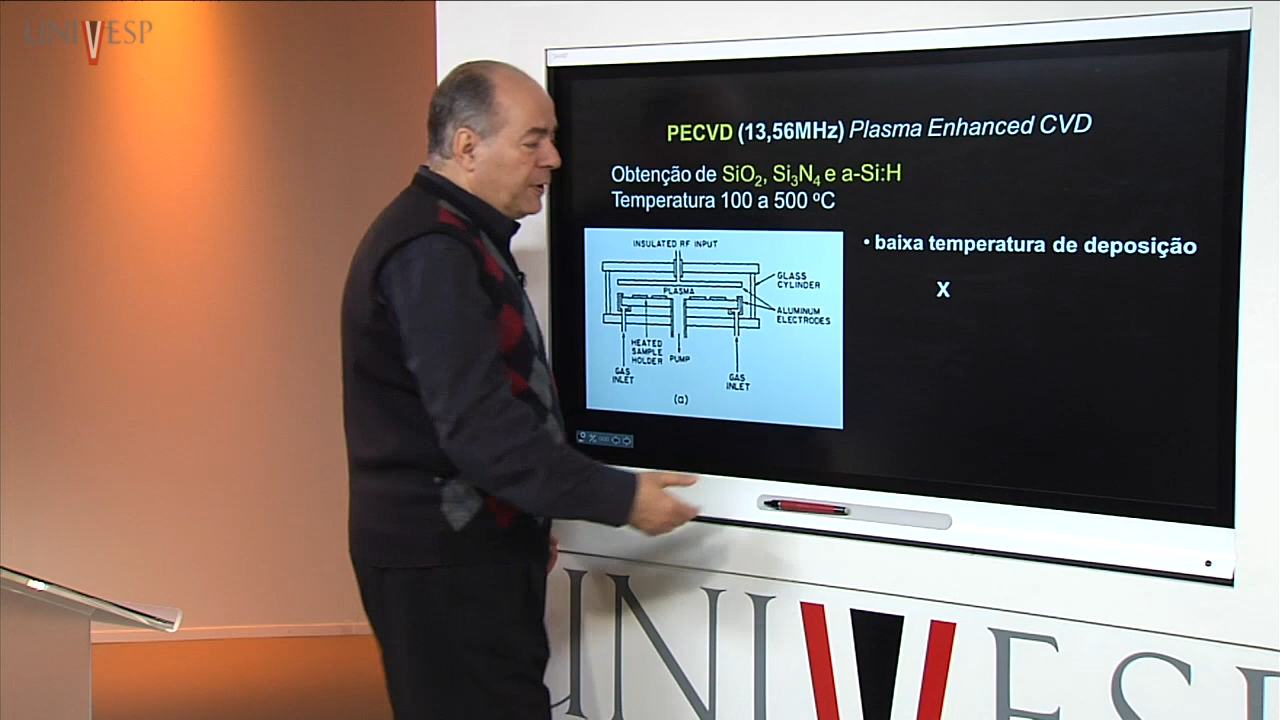 UNIVESP
PECVD (13,56MHz) Plasma Enhanced CVD
Obtenção de SiO₂, Si₃N₄ e a-Si:H
Temperatura 100 a 500 ºC
• baixa temperatura de deposição
X
INSULATED RF INPUT
GLASS
CYLINDER
PLASMA
ALUMINUM
ELECTRODES
HEATED
SAMPLE
HOLDER
PUMP
GAS
INLET
GAS
INLET
(a)
UNIVESP